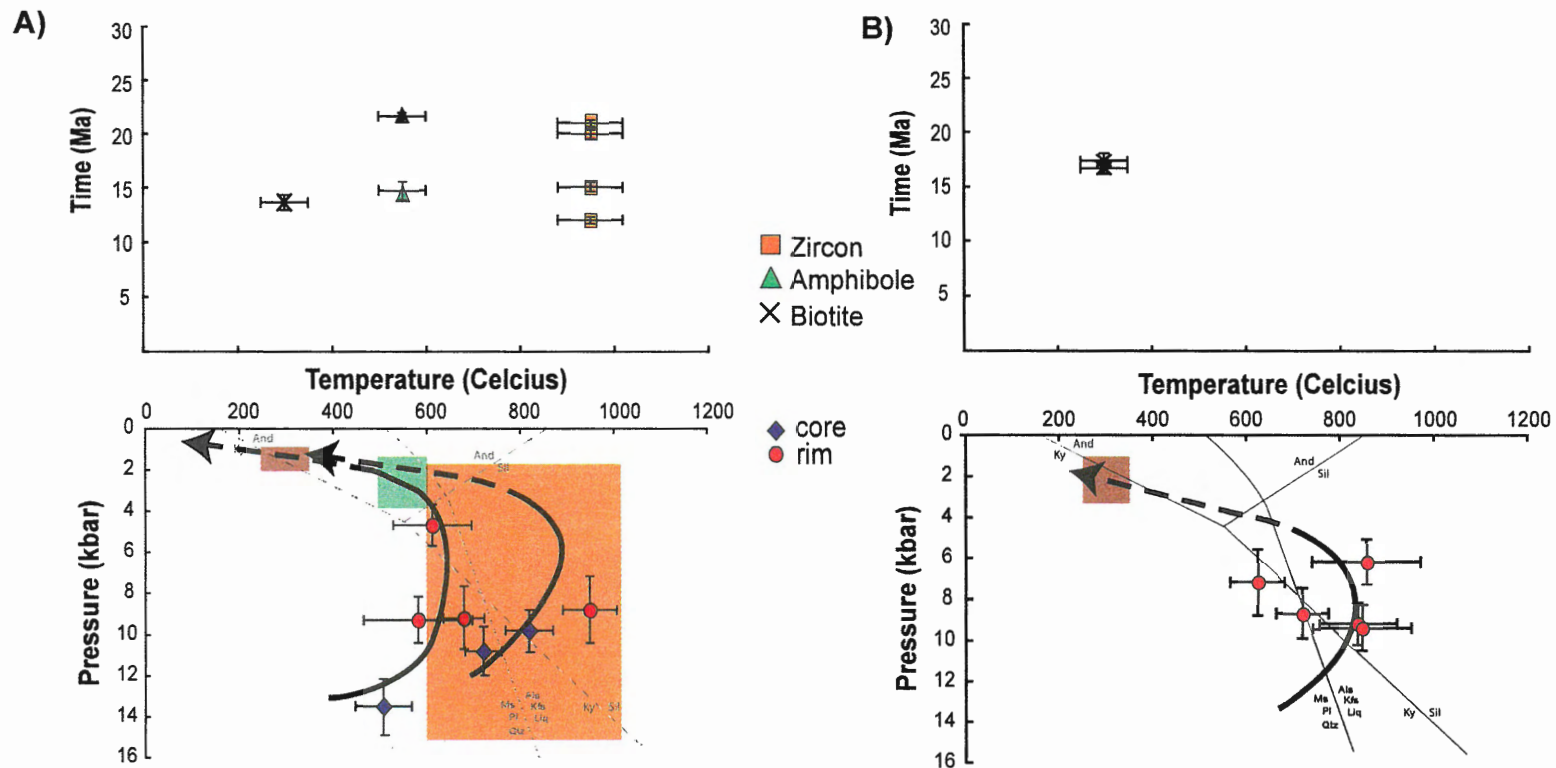 A)
30
25
20
15
10
5
Time (Ma)
Temperature (Celcius)
0 200 400 600 800 1000 1200
0
2
4
6
8
10
12
14
16
Pressure (kbar)
And
Ky
And
Sil
Als
Ms Kfs
Pl Liq
Qtz
Ky Sil
Zircon
Amphibole
Biotite
core
rim
B)
30
25
20
15
10
5
Time (Ma)
Temperature (Celcius)
0 200 400 600 800 1000 1200
0
2
4
6
8
10
12
14
16
Pressure (kbar)
And
Ky
And
Sil
Als
Ms Kfs
Pl Liq
Qtz
Ky Sil